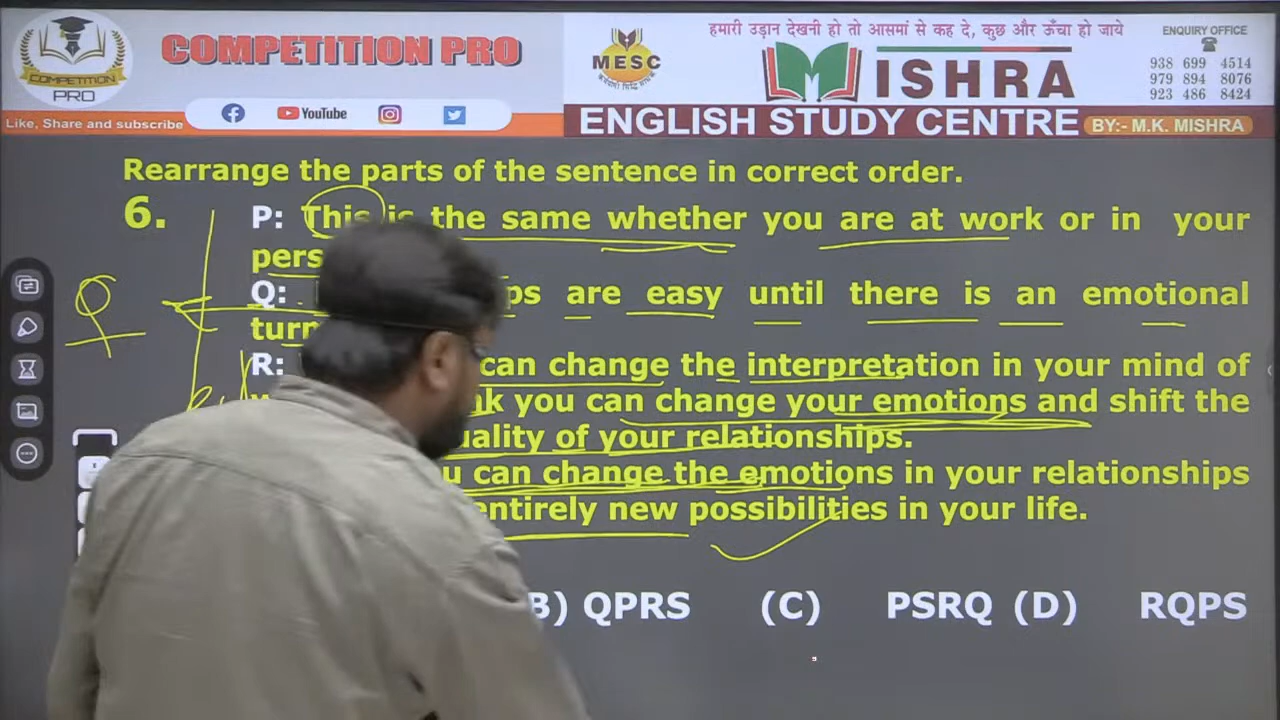 COMPETITION PRO
COMPETITION
PRO
Like, Share and subscribe
YouTube
MESC
हमारी उड़ान देखनी हो तो आसमां से कह दे, कुछ और ऊँचा हो जाये
ISHRA
ENGLISH STUDY CENTRE
BY:- M.K. MISHRA
ENQUIRY OFFICE
938 699 4514
979 894 8076
923 486 8424
Rearrange the parts of the sentence in correct order.
6. P: This is the same whether you are at work or in your
pers
Q: ps are easy until there is an emotional
turn
R: can change the interpretation in your mind of
you can change your emotions and shift the
uality of your relationships.
u can change the emotions in your relationships
entirely new possibilities in your life.
B) QPRS (C) PSRQ (D) RQPS
Q